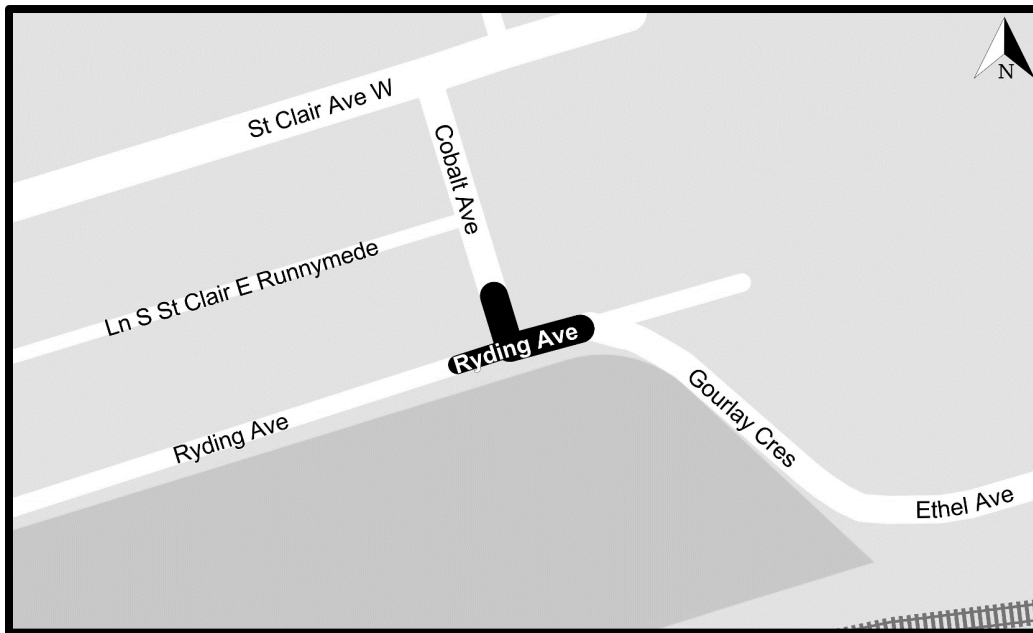 N
St Clair Ave W
Cobalt Ave
Ln S St Clair E Runnymede
Ryding Ave
Ryding Ave
Gourlay Cres
Ethel Ave